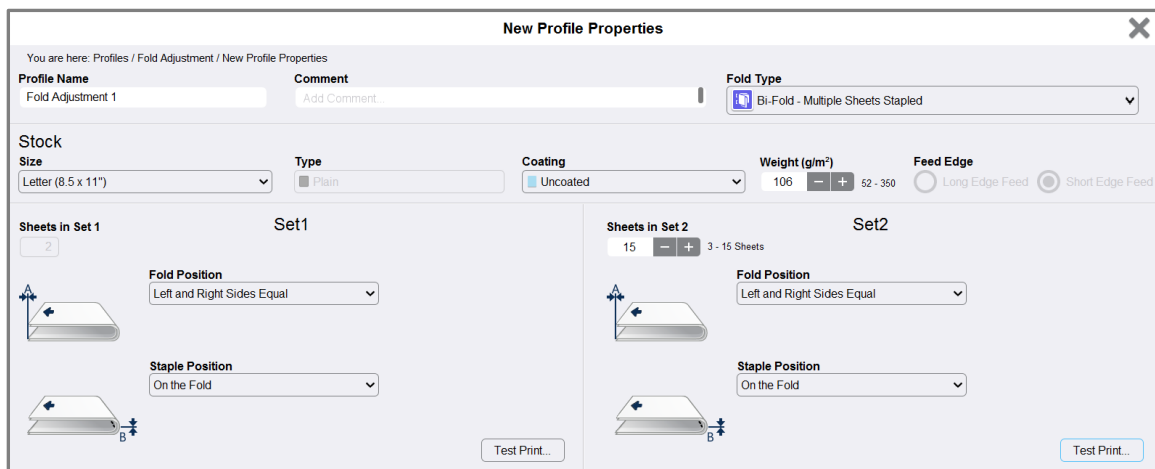 New Profile Properties
You are here: Profiles / Fold Adjustment / New Profile Properties
Profile Name
Comment
Fold Type
Fold Adjustment 1
Add Comment...
Bi-Fold - Multiple Sheets Stapled
Stock
Size
Type
Coating
Weight (g/m²)
Feed Edge
Letter (8.5 x 11")
Plain
Uncoated
106
52 - 350
Long Edge Feed
Short Edge Feed
Sheets in Set 1
Set1
2
Fold Position
Left and Right Sides Equal
A
Staple Position
On the Fold
B
Test Print...
Sheets in Set 2
Set2
15
3 - 15 Sheets
Fold Position
Left and Right Sides Equal
A
Staple Position
On the Fold
B
Test Print...